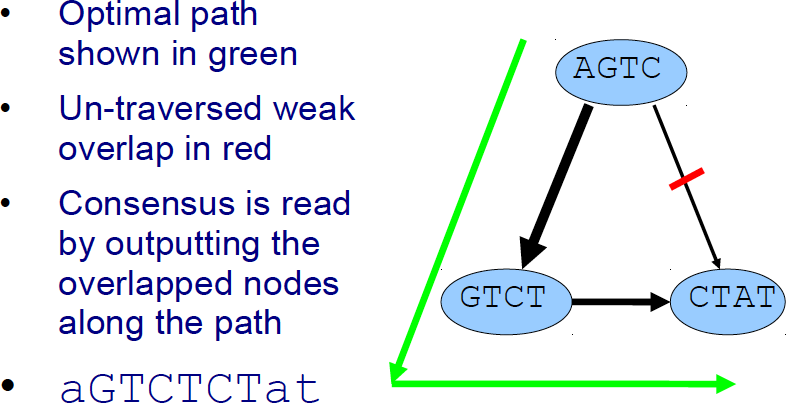 • Optimal path
shown in green
• Un-traversed weak
overlap in red
• Consensus is read
by outputting the
overlapped nodes
along the path
• aGTCTCTat
AGTC
GTCT
CTAT